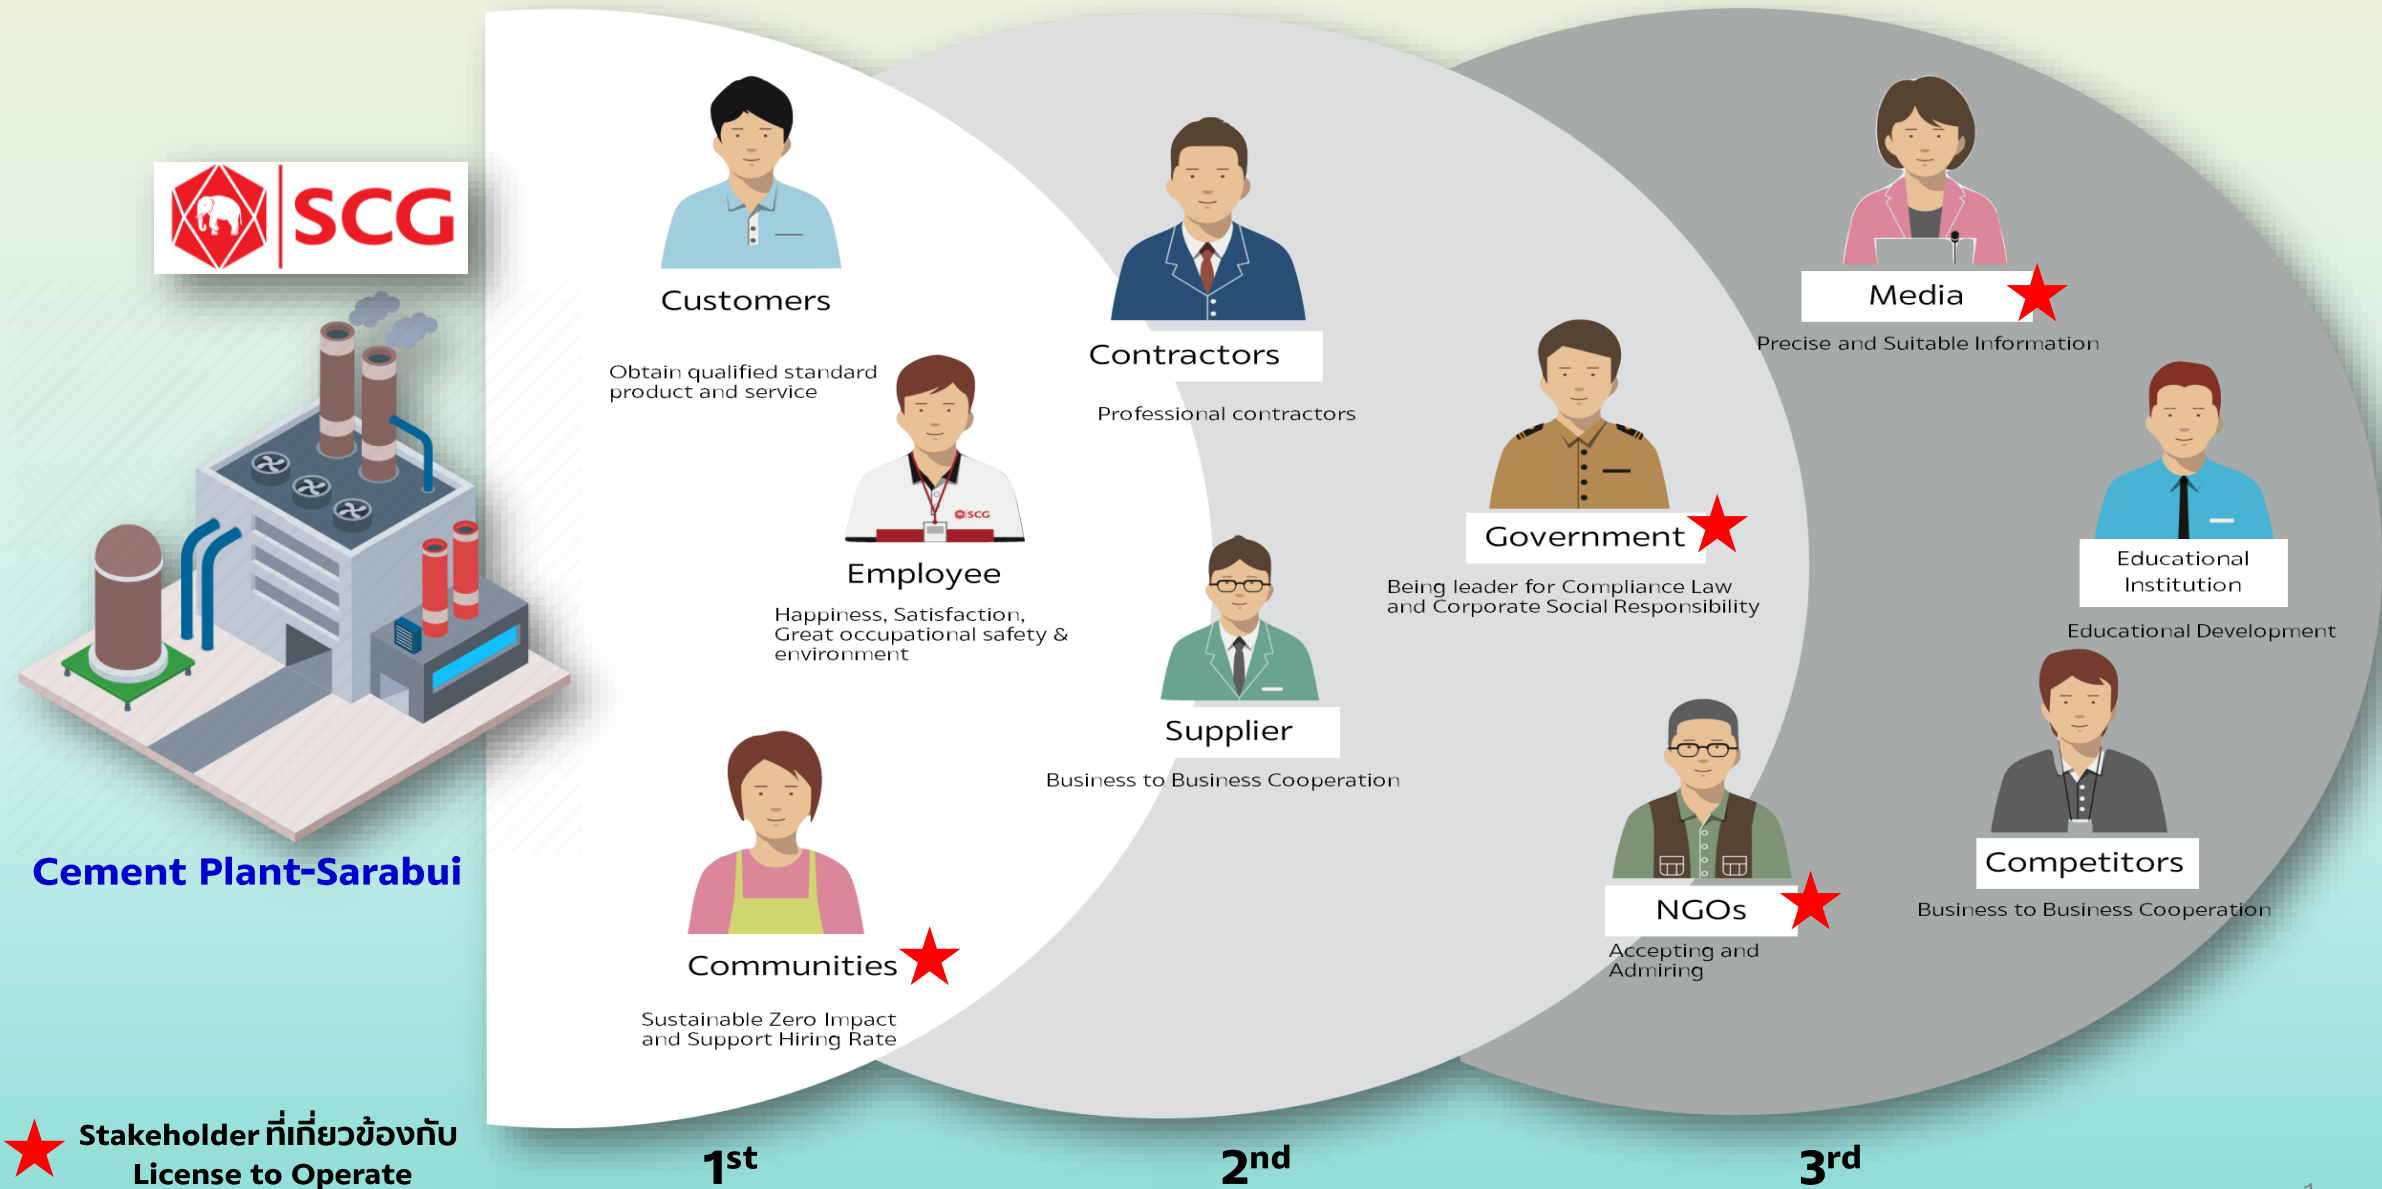 SCG
Cement Plant-Sarabui
Customers
Obtain qualified standard
product and service
SCG
Employee
Happiness, Satisfaction,
Great occupational safety &
environment
Communities
Sustainable Zero Impact
and Support Hiring Rate
Contractors
Professional contractors
Supplier
Business to Business Cooperation
Government
Being leader for Compliance Law
and Corporate Social Responsibility
NGOs
Accepting and
Admiring
Media
Precise and Suitable Information
Educational
Institution
Educational Development
Competitors
Business to Business Cooperation
Stakeholder ที่เกี่ยวข้องกับ
License to Operate
1st
2nd
3rd
1